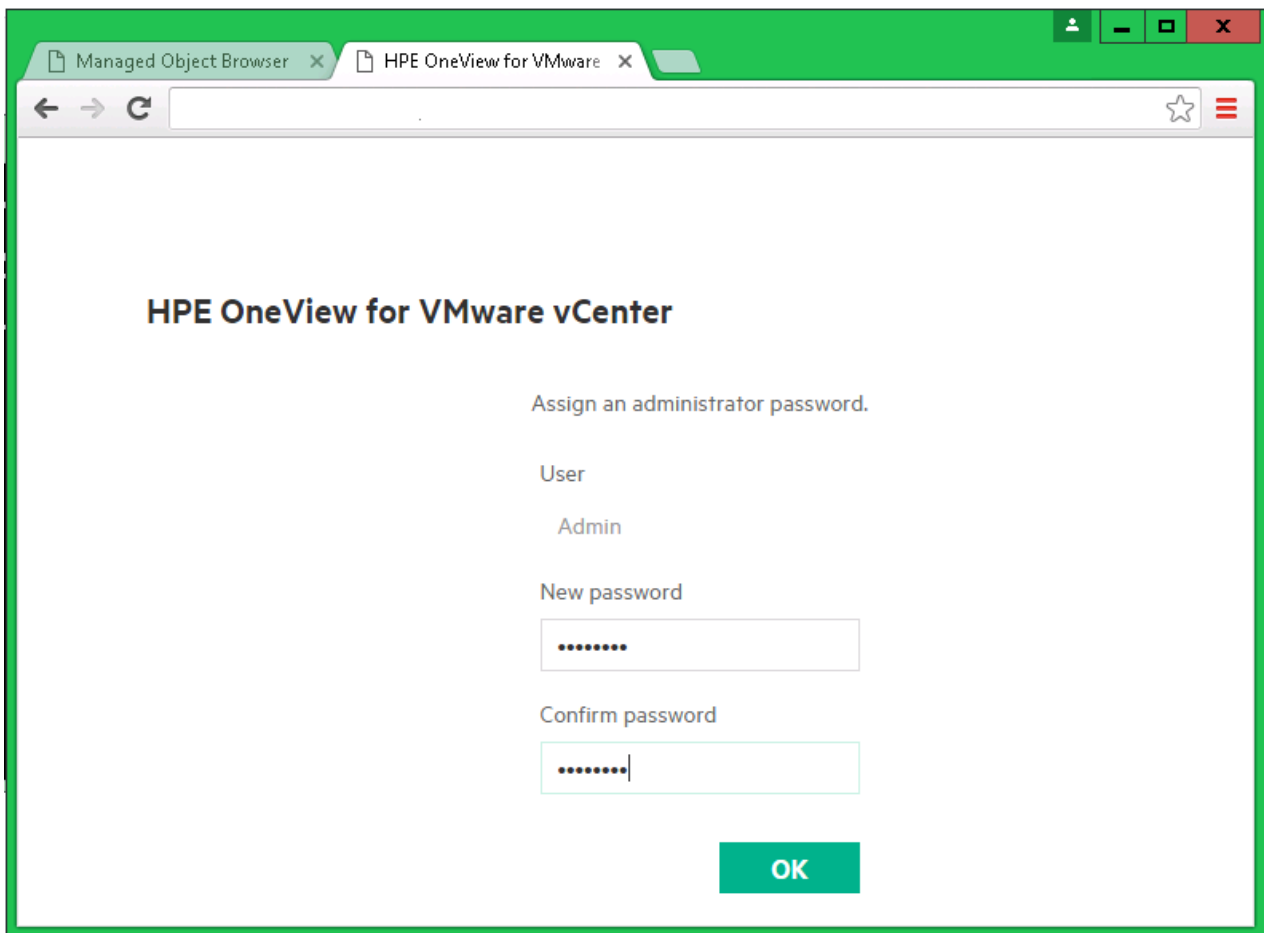 Managed Object Browser
HPE OneView for VMware
HPE OneView for VMware vCenter
Assign an administrator password.
User
Admin
New password
••••••••
Confirm password
••••••••
OK